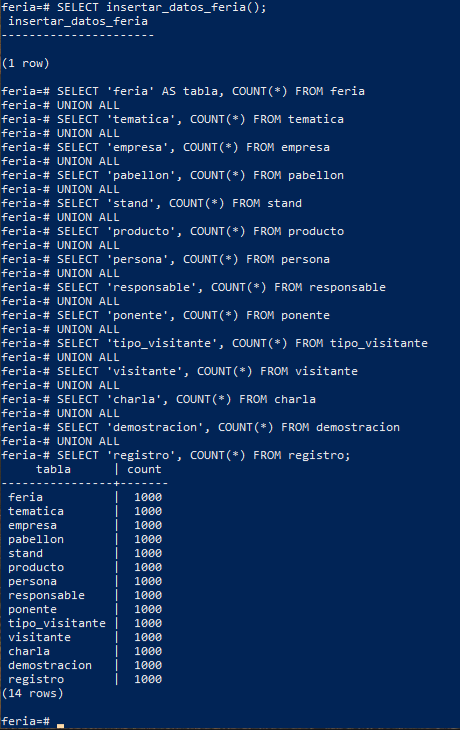 feria=# SELECT insertar_datos_feria();
 insertar_datos_feria
----------------------

(1 row)

feria=# SELECT 'feria' AS tabla, COUNT(*) FROM feria
feria-# UNION ALL
feria-# SELECT 'tematica', COUNT(*) FROM tematica
feria-# UNION ALL
feria-# SELECT 'empresa', COUNT(*) FROM empresa
feria-# UNION ALL
feria-# SELECT 'pabellon', COUNT(*) FROM pabellon
feria-# UNION ALL
feria-# SELECT 'stand', COUNT(*) FROM stand
feria-# UNION ALL
feria-# SELECT 'producto', COUNT(*) FROM producto
feria-# UNION ALL
feria-# SELECT 'persona', COUNT(*) FROM persona
feria-# UNION ALL
feria-# SELECT 'responsable', COUNT(*) FROM responsable
feria-# UNION ALL
feria-# SELECT 'ponente', COUNT(*) FROM ponente
feria-# UNION ALL
feria-# SELECT 'tipo_visitante', COUNT(*) FROM tipo_visitante
feria-# UNION ALL
feria-# SELECT 'visitante', COUNT(*) FROM visitante
feria-# UNION ALL
feria-# SELECT 'charla', COUNT(*) FROM charla
feria-# UNION ALL
feria-# SELECT 'demostracion', COUNT(*) FROM demostracion
feria-# UNION ALL
feria-# SELECT 'registro', COUNT(*) FROM registro;
     tabla      | count
----------------+-------
 feria          |  1000
 tematica       |  1000
 empresa        |  1000
 pabellon       |  1000
 stand          |  1000
 producto       |  1000
 persona        |  1000
 responsable    |  1000
 ponente        |  1000
 tipo_visitante |  1000
 visitante      |  1000
 charla         |  1000
 demostracion   |  1000
 registro       |  1000
(14 rows)

feria=#